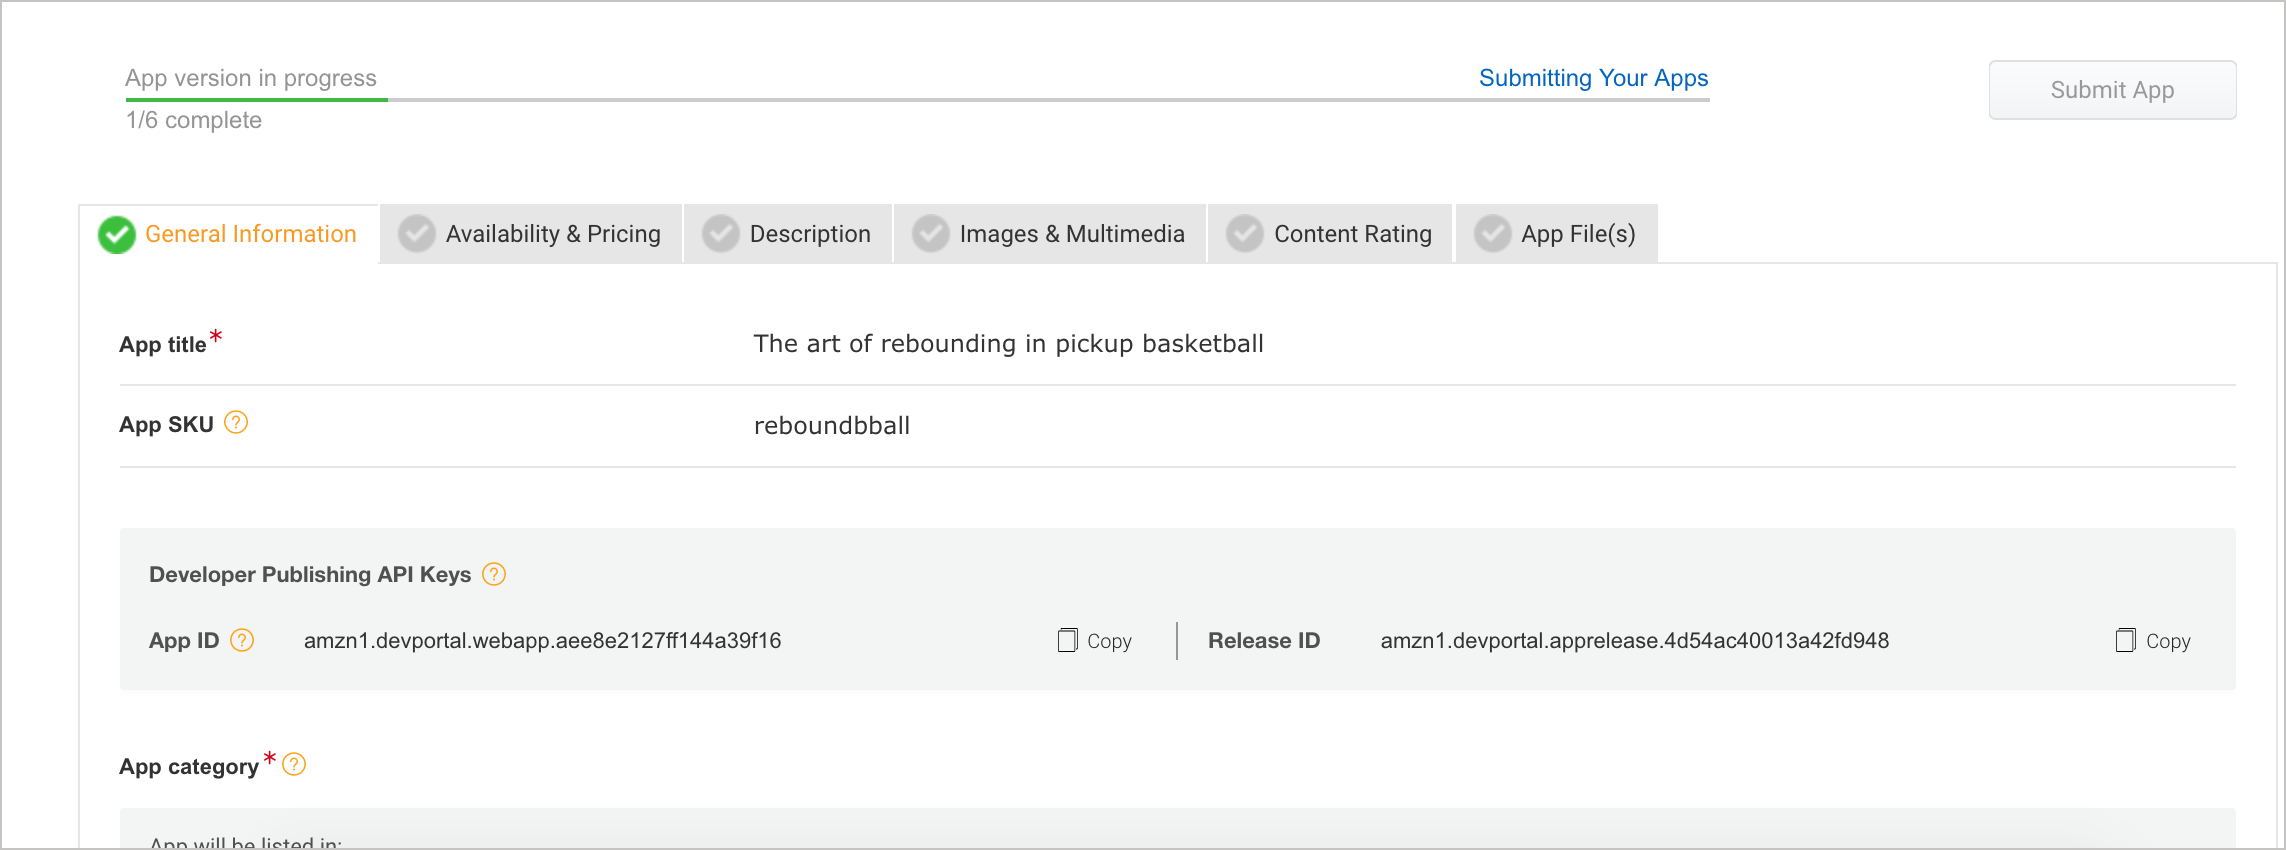 App version in progress
Submitting Your Apps
Submit App
1/6 complete
General Information
Availability & Pricing
Description
Images & Multimedia
Content Rating
App File(s)
App title*
The art of rebounding in pickup basketball
App SKU ?
reboundbball
Developer Publishing API Keys ?
App ID ?
amzn1.devportal.webapp.aee8e2127ff144a39f16
Copy
Release ID
amzn1.devportal.apprelease.4d54ac40013a42fd948
Copy
App category* ?
App will be listed in: